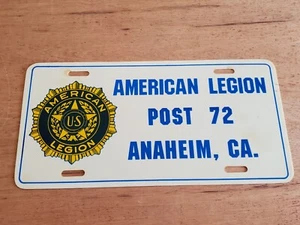 AMERICAN LEGION
POST 72
ANAHEIM, CA.
AMERICAN
U.S
LEGION